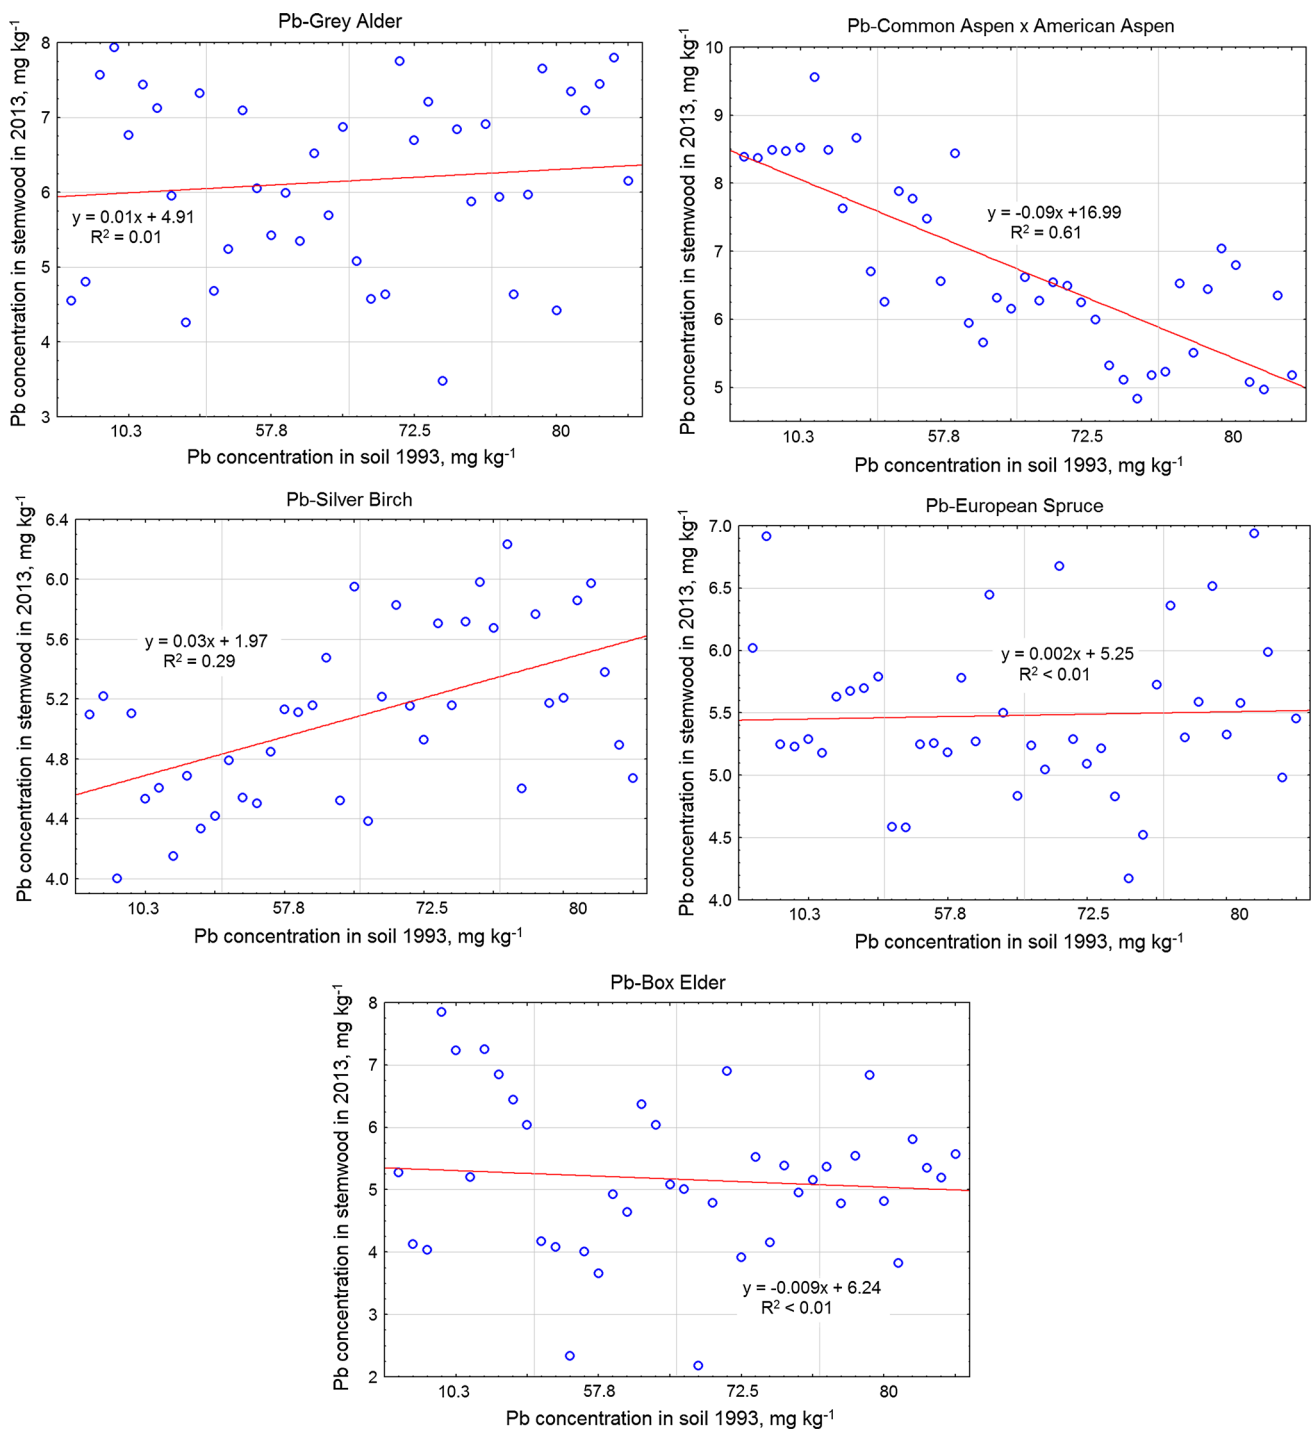 Pb-Grey Alder
Pb concentration in stemwood in 2013, mg kg⁻¹
8
7
6
5
4
3
y = 0.01x + 4.91
R² = 0.01
10.3 57.8 72.5 80
Pb concentration in soil 1993, mg kg⁻¹
Pb-Common Aspen x American Aspen
Pb concentration in stemwood in 2013, mg kg⁻¹
10
9
8
7
6
5
y = -0.09x +16.99
R² = 0.61
10.3 57.8 72.5 80
Pb concentration in soil 1993, mg kg⁻¹
Pb-Silver Birch
Pb concentration in stemwood in 2013, mg kg⁻¹
6.4
6.0
5.6
5.2
4.8
4.4
4.0
y = 0.03x + 1.97
R² = 0.29
10.3 57.8 72.5 80
Pb concentration in soil 1993, mg kg⁻¹
Pb-European Spruce
Pb concentration in stemwood in 2013, mg kg⁻¹
7.0
6.5
6.0
5.5
5.0
4.5
4.0
y = 0.002x + 5.25
R² < 0.01
10.3 57.8 72.5 80
Pb concentration in soil 1993, mg kg⁻¹
Pb-Box Elder
Pb concentration in stemwood in 2013, mg kg⁻¹
8
7
6
5
4
3
2
y = -0.009x + 6.24
R² < 0.01
10.3 57.8 72.5 80
Pb concentration in soil 1993, mg kg⁻¹